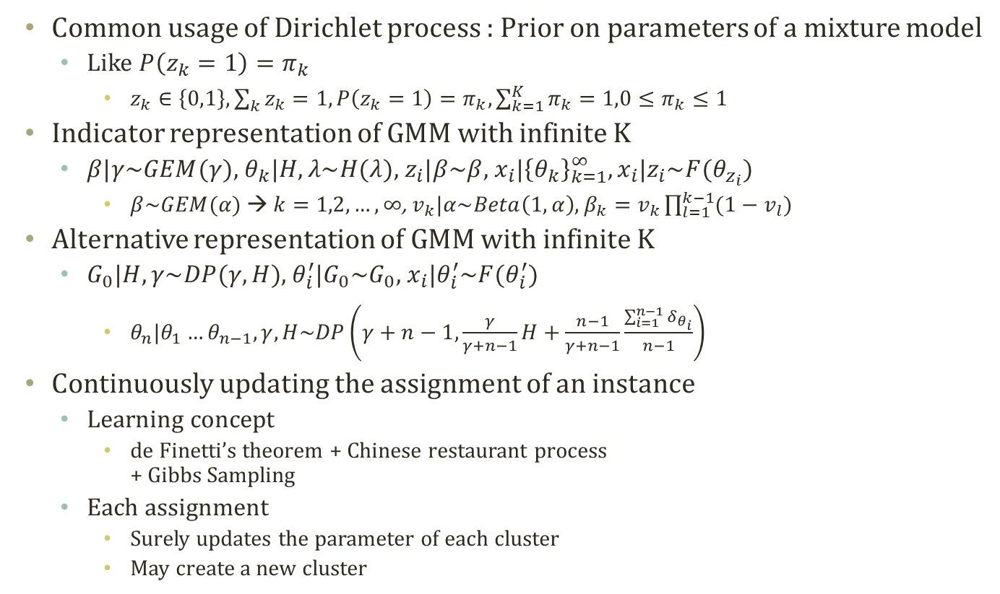 • Common usage of Dirichlet process : Prior on parameters of a mixture model
• Like $P(z_k = 1) = \pi_k$
• $z_k \in \{0,1\}, \sum_k z_k = 1, P(z_k = 1) = \pi_k, \sum_{k=1}^{K} \pi_k = 1, 0 \leq \pi_k \leq 1$
• Indicator representation of GMM with infinite K
• $\beta|\gamma \sim GEM(\gamma), \theta_k|H, \lambda \sim H(\lambda), z_i|\beta \sim \beta, x_i|\{\theta_k\}_{k=1}^{\infty}, x_i|z_i \sim F(\theta_{z_i})$
• $\beta \sim GEM(\alpha) \rightarrow k = 1,2, \ldots, \infty, v_k|\alpha \sim Beta(1, \alpha), \beta_k = v_k \prod_{l=1}^{k-1}(1 - v_l)$
• Alternative representation of GMM with infinite K
• $G_0|H, \gamma \sim DP(\gamma, H), \theta_i'|G_0 \sim G_0, x_i|\theta_i' \sim F(\theta_i')$
• $\theta_n|\theta_1 \ldots \theta_{n-1}, \gamma, H \sim DP\left(\gamma + n - 1, \frac{\gamma}{\gamma+n-1} H + \frac{n-1}{\gamma+n-1} \frac{\sum_{i=1}^{n-1} \delta_{\theta_i}}{n-1}\right)$
• Continuously updating the assignment of an instance
• Learning concept
• de Finetti's theorem + Chinese restaurant process
+ Gibbs Sampling
• Each assignment
• Surely updates the parameter of each cluster
• May create a new cluster